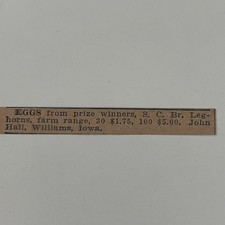 EGGS from prize winners, S. C. Br. Leg-
horns, farm range, 30 $1.75, 100 $5.00. John
Hall, Williams, Iowa.